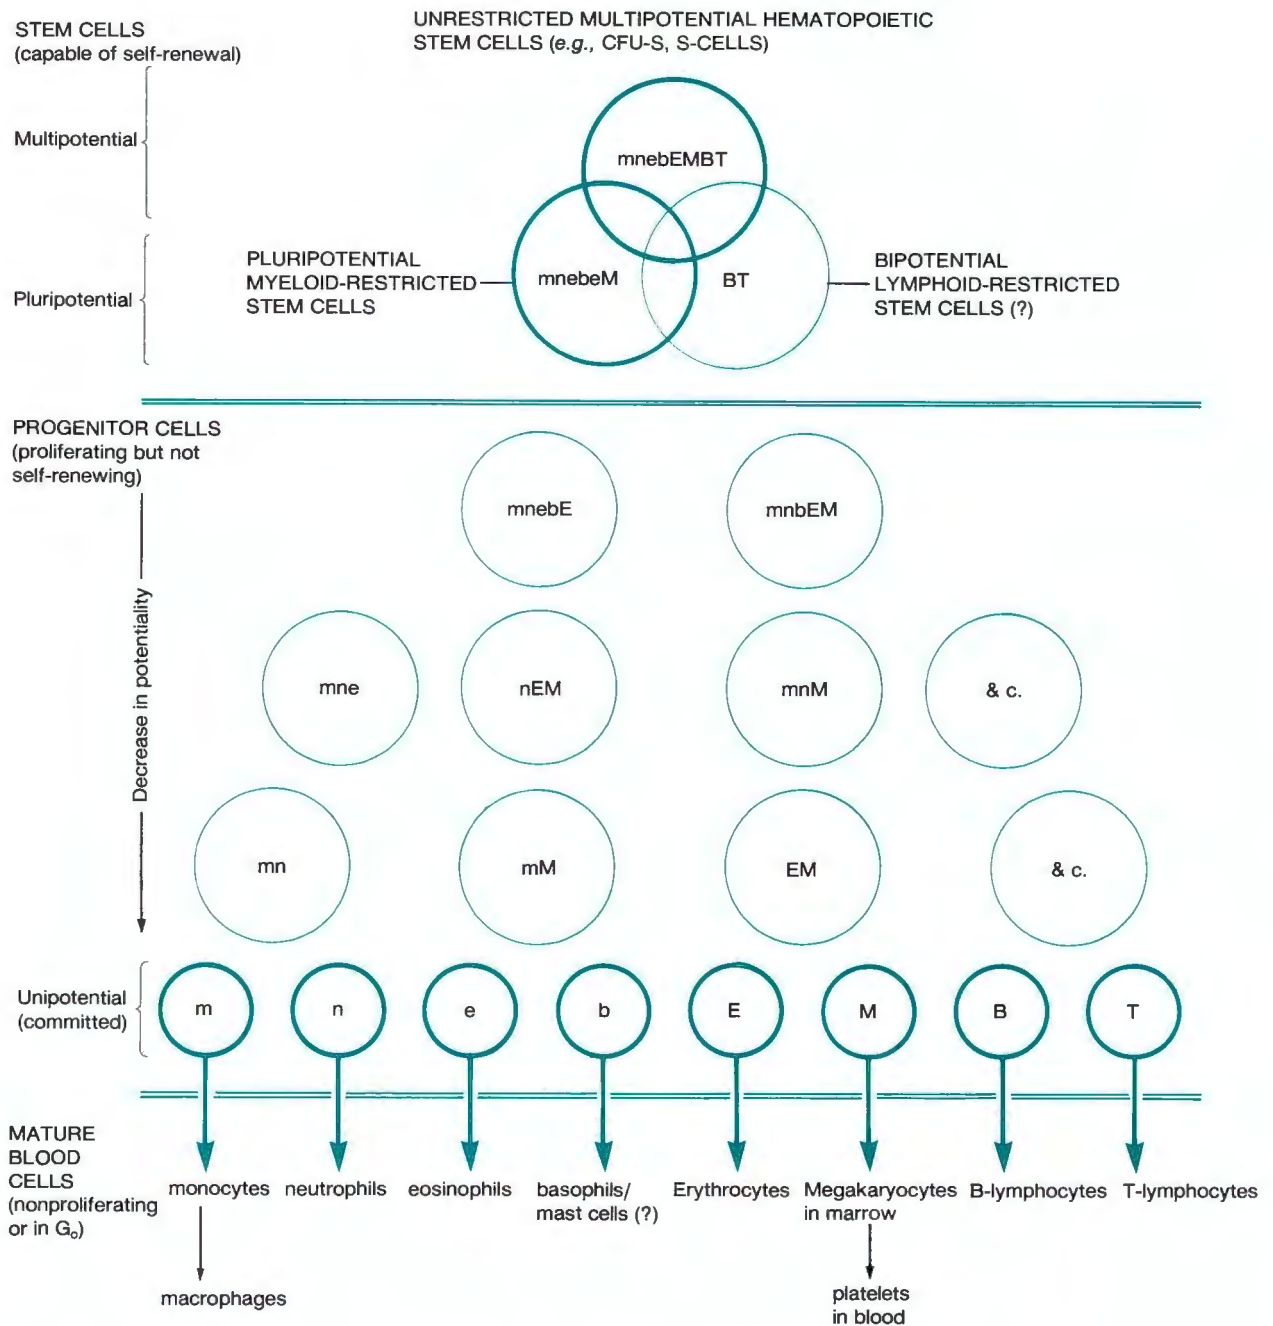 STEM CELLS
(capable of self-renewal)
UNRESTRICTED MULTIPOTENTIAL HEMATOPOIETIC
STEM CELLS (e.g., CFU-S, S-CELLS)
Multipotential
mnebEMBT
Pluripotential
PLURIPOTENTIAL
MYELOID-RESTRICTED
STEM CELLS
mnebeM
BT
BIPOTENTIAL
LYMPHOID-RESTRICTED
STEM CELLS (?)
PROGENITOR CELLS
(proliferating but not
self-renewing)
Decrease in potentiality
mnebE
mnbEM
mne
nEM
mnM
& c.
mn
mM
EM
& c.
Unipotential
(committed)
m
n
e
b
E
M
B
T
MATURE
BLOOD
CELLS
(nonproliferating
or in G₀)
monocytes
neutrophils
eosinophils
basophils/
mast cells (?)
Erythrocytes
Megakaryocytes
in marrow
B-lymphocytes
T-lymphocytes
macrophages
platelets
in blood